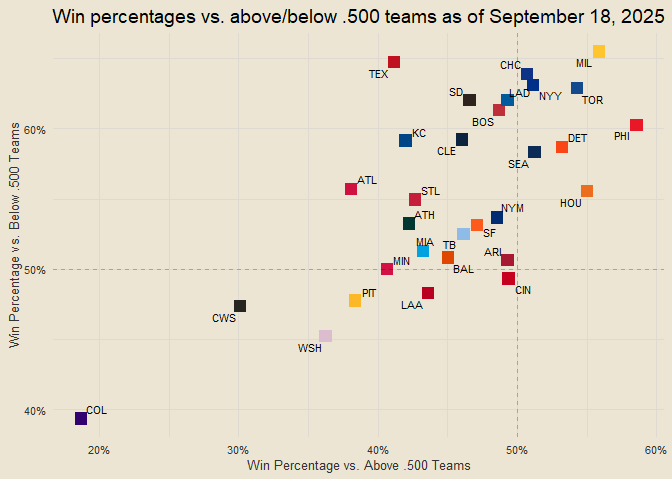 Win percentages vs. above/below .500 teams as of September 18, 2025
MIL
CHC
TEX
SD
LAD
NYY
TOR
BOS
60%
KC
DET
PHI
CLE
SEA
ATL
STL
HOU
NYM
ATH
SF
MIA
TB
ARI
MIN
BAL
50%
CIN
PIT
LAA
CWS
WSH
COL
40%
20%
30%
40%
50%
60%
Win Percentage vs. Above .500 Teams
Win Percentage vs. Below .500 Teams